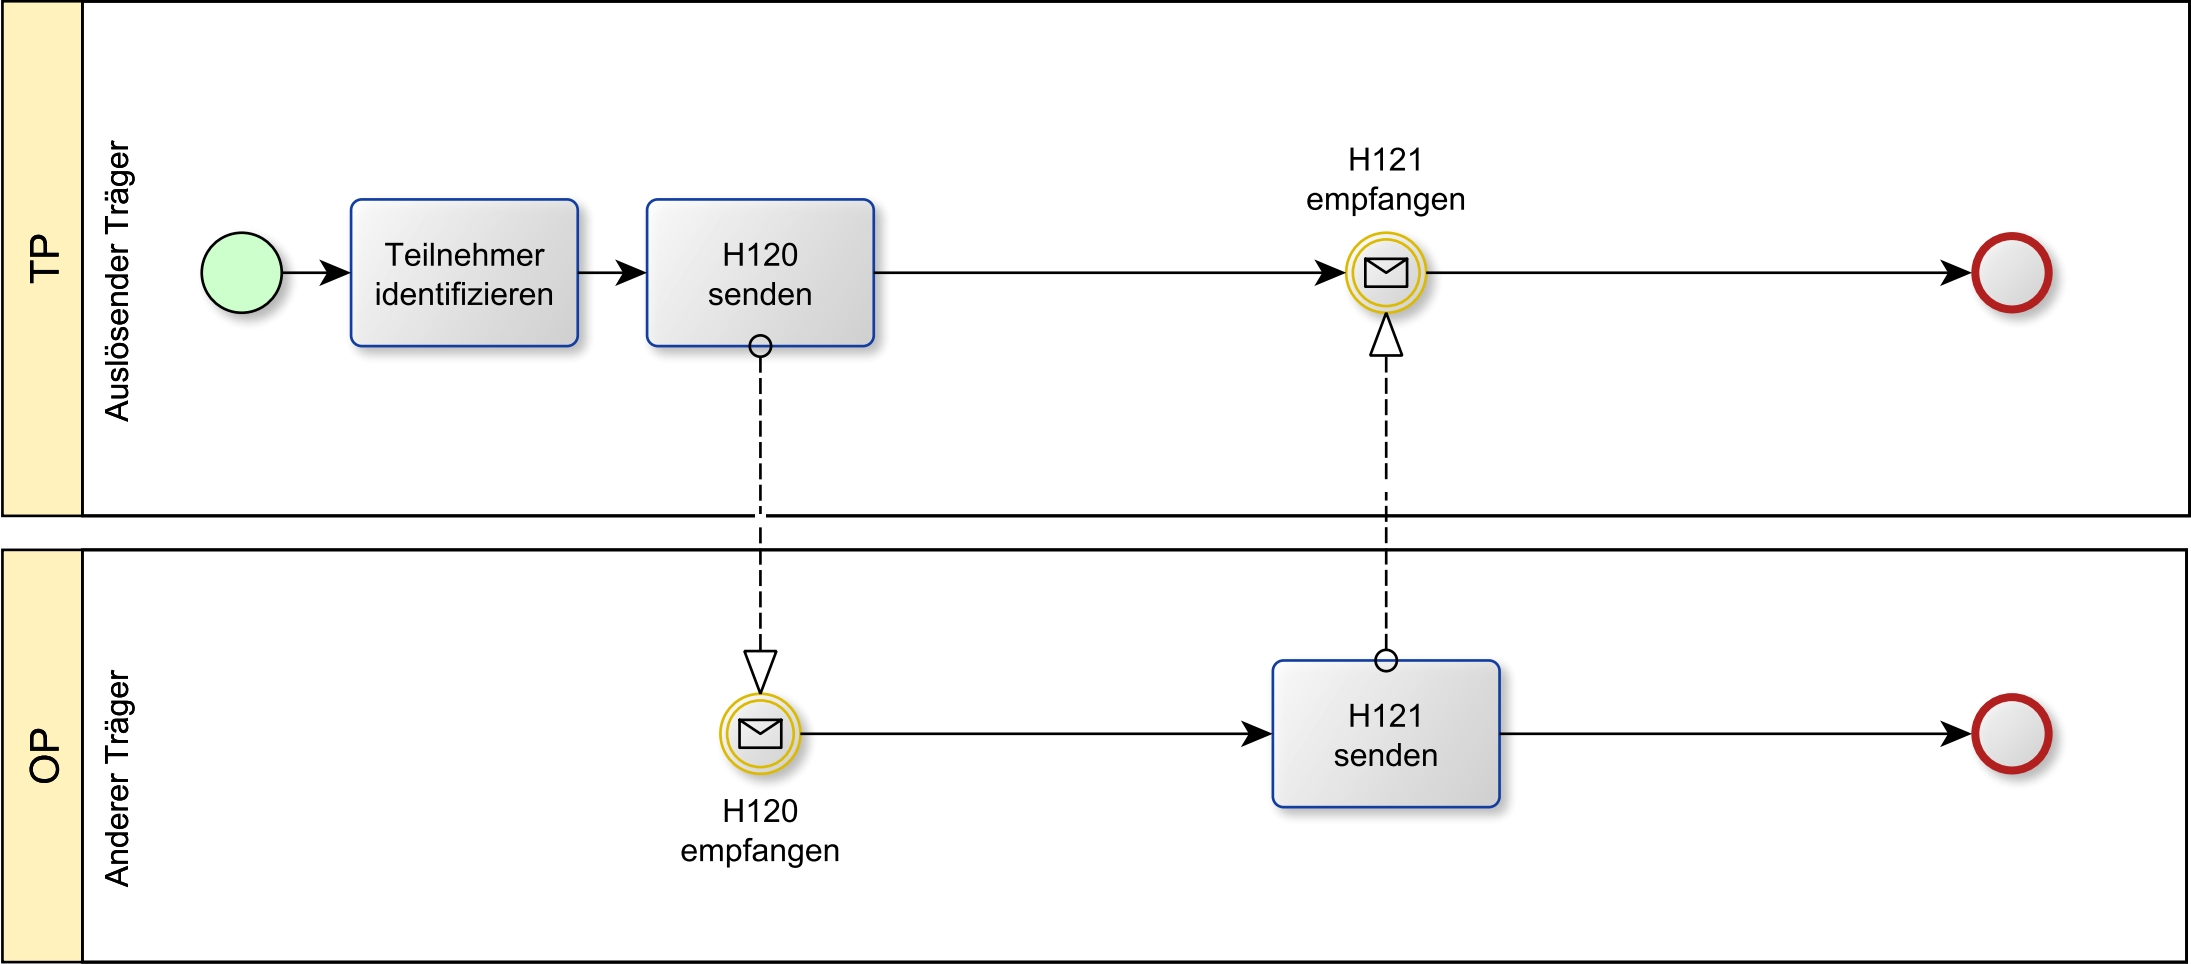 TP
Auslösender Träger
Teilnehmer
identifizieren
H120
senden
H121
empfangen
OP
Anderer Träger
H120
empfangen
H121
senden